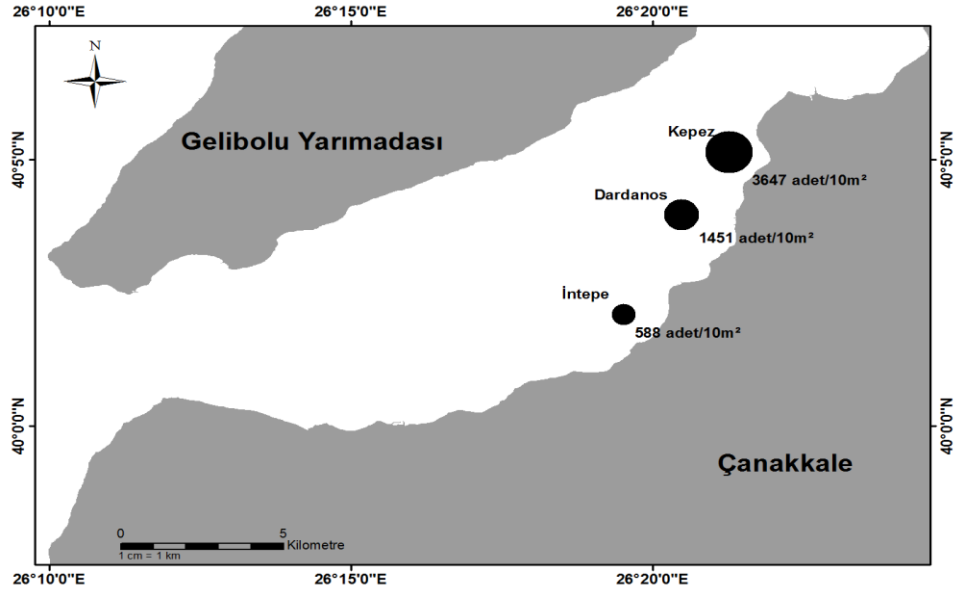 26°10'0"E
26°15'0"E
26°20'0"E
N
Gelibolu Yarımadası
Kepez
40°5'0"N
40°5'0"N
3647 adet/10m²
Dardanos
1451 adet/10m²
İntepe
588 adet/10m²
40°0'0"N
40°0'0"N
Çanakkale
0 5
Kilometre
1 cm = 1 km
26°10'0"E
26°15'0"E
26°20'0"E